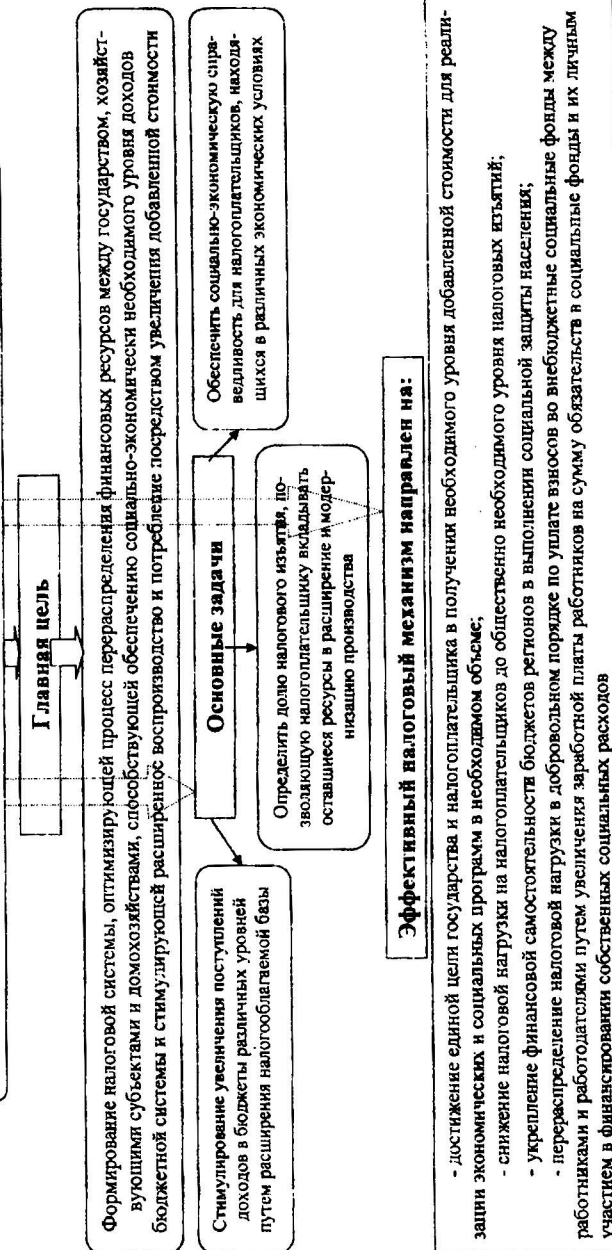 Главная цель
Формирование налоговой системы, оптимизирующей процесс перераспределения финансовых ресурсов между государством, хозяйст-
вующими субъектами и домохозяйствами, способствующей обеспечению социально-экономически необходимого уровня доходов
бюджетной системы и стимулирующей расширенное воспроизводство и потребление посредством увеличения добавленной стоимости
Основные задачи
Стимулирование увеличения поступлений
доходов в бюджеты различных уровней
путем расширения налогооблагаемой базы
Определить долю налогового изъятия, по-
зволяющую налогоплательщику вкладывать
оставшиеся ресурсы в расширение и модер-
низацию производства
Обеспечить социально-экономическую спра-
ведливость для налогоплательщиков, находя-
щихся в различных экономических условиях
Эффективный налоговый механизм направлен на:
- достижение единой цели государства и налогоплательщика в получении необходимого уровня добавленной стоимости для реали-
зации экономических и социальных программ в необходимом объеме;
- снижение налоговой нагрузки на налогоплательщиков до общественно необходимого уровня налоговых изъятий;
- укрепление финансовой самостоятельности бюджетов регионов в выполнении социальной защиты населения;
- перераспределение налоговой нагрузки в добровольном порядке по уплате взносов во внебюджетные социальные фонды между
работниками и работодателями путем увеличения заработной платы работников на сумму обязательств в социальные фонды и их личным
участием в финансировании собственных социальных расходов